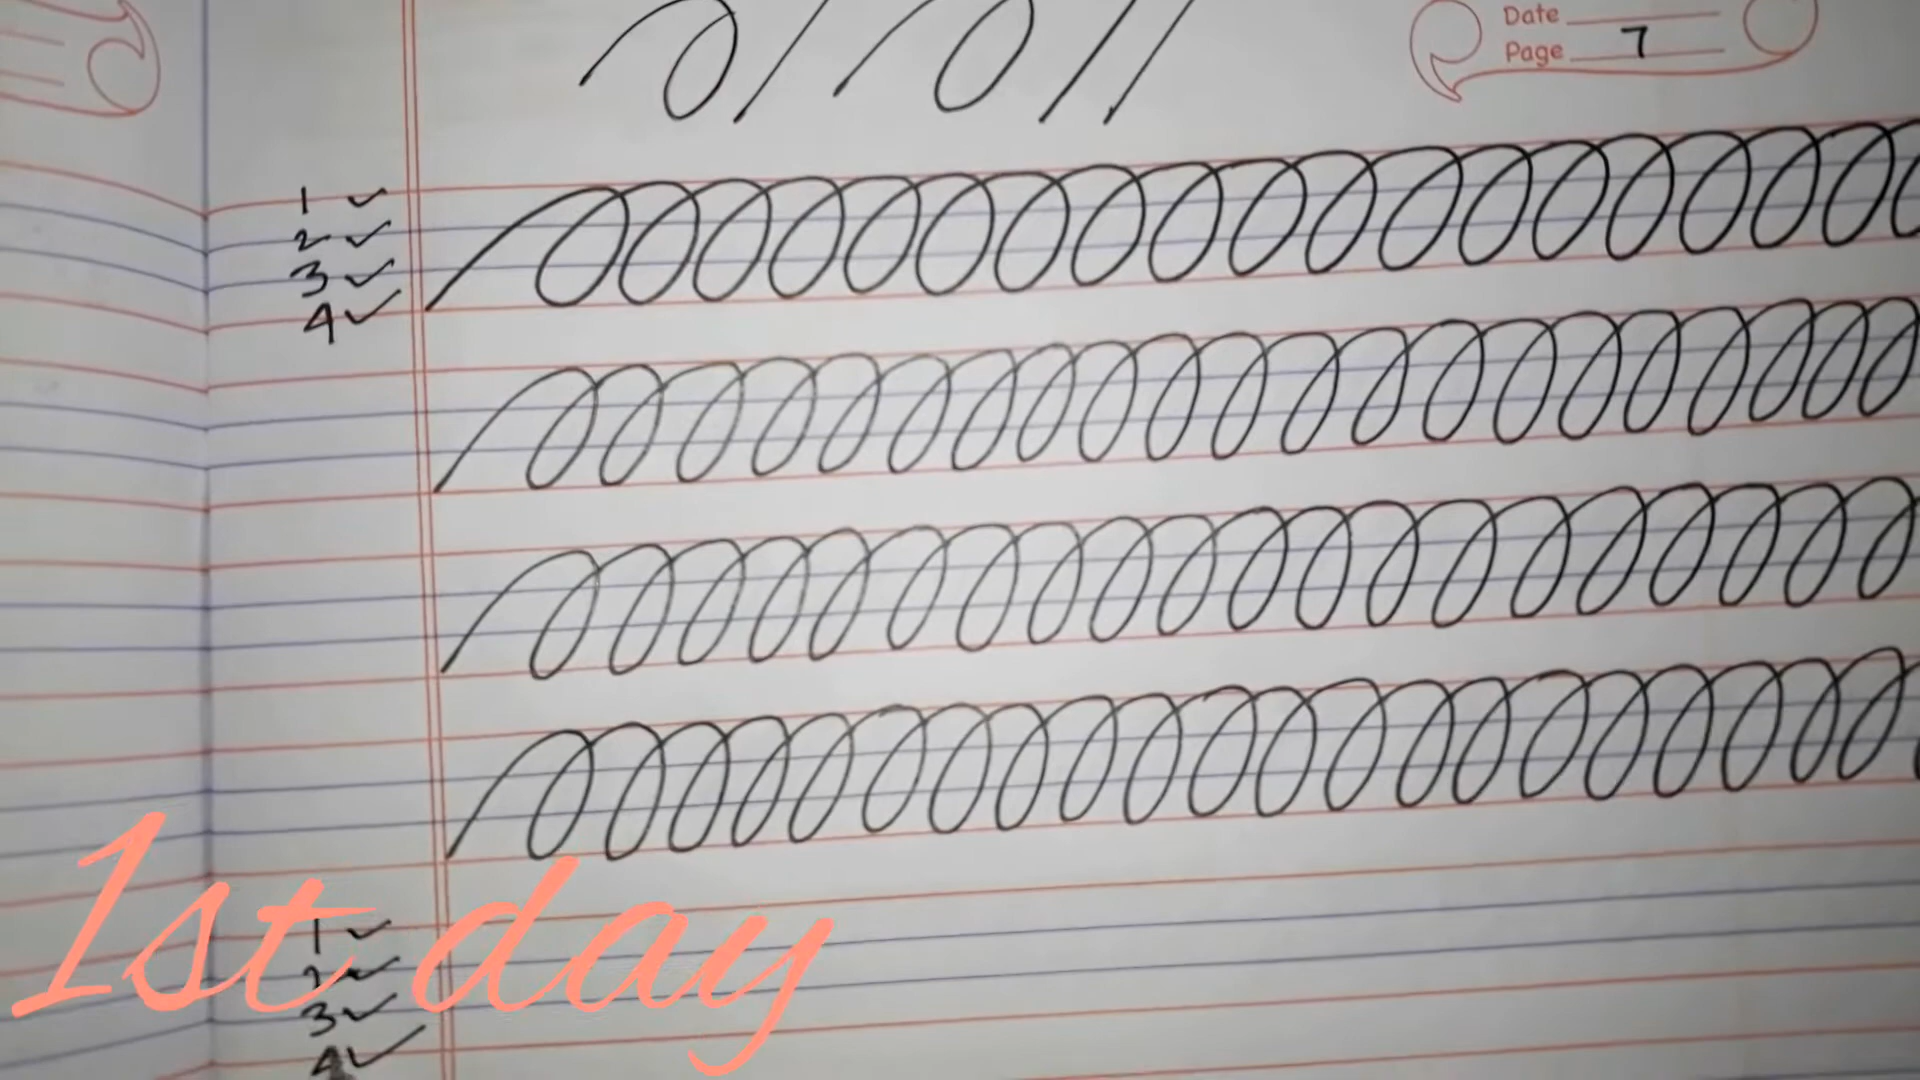 Date
Page 7
1 ✓
2 ✓
3 ✓
4 ✓
1st day
1 ✓
2 ✓
3 ✓
4 ✓